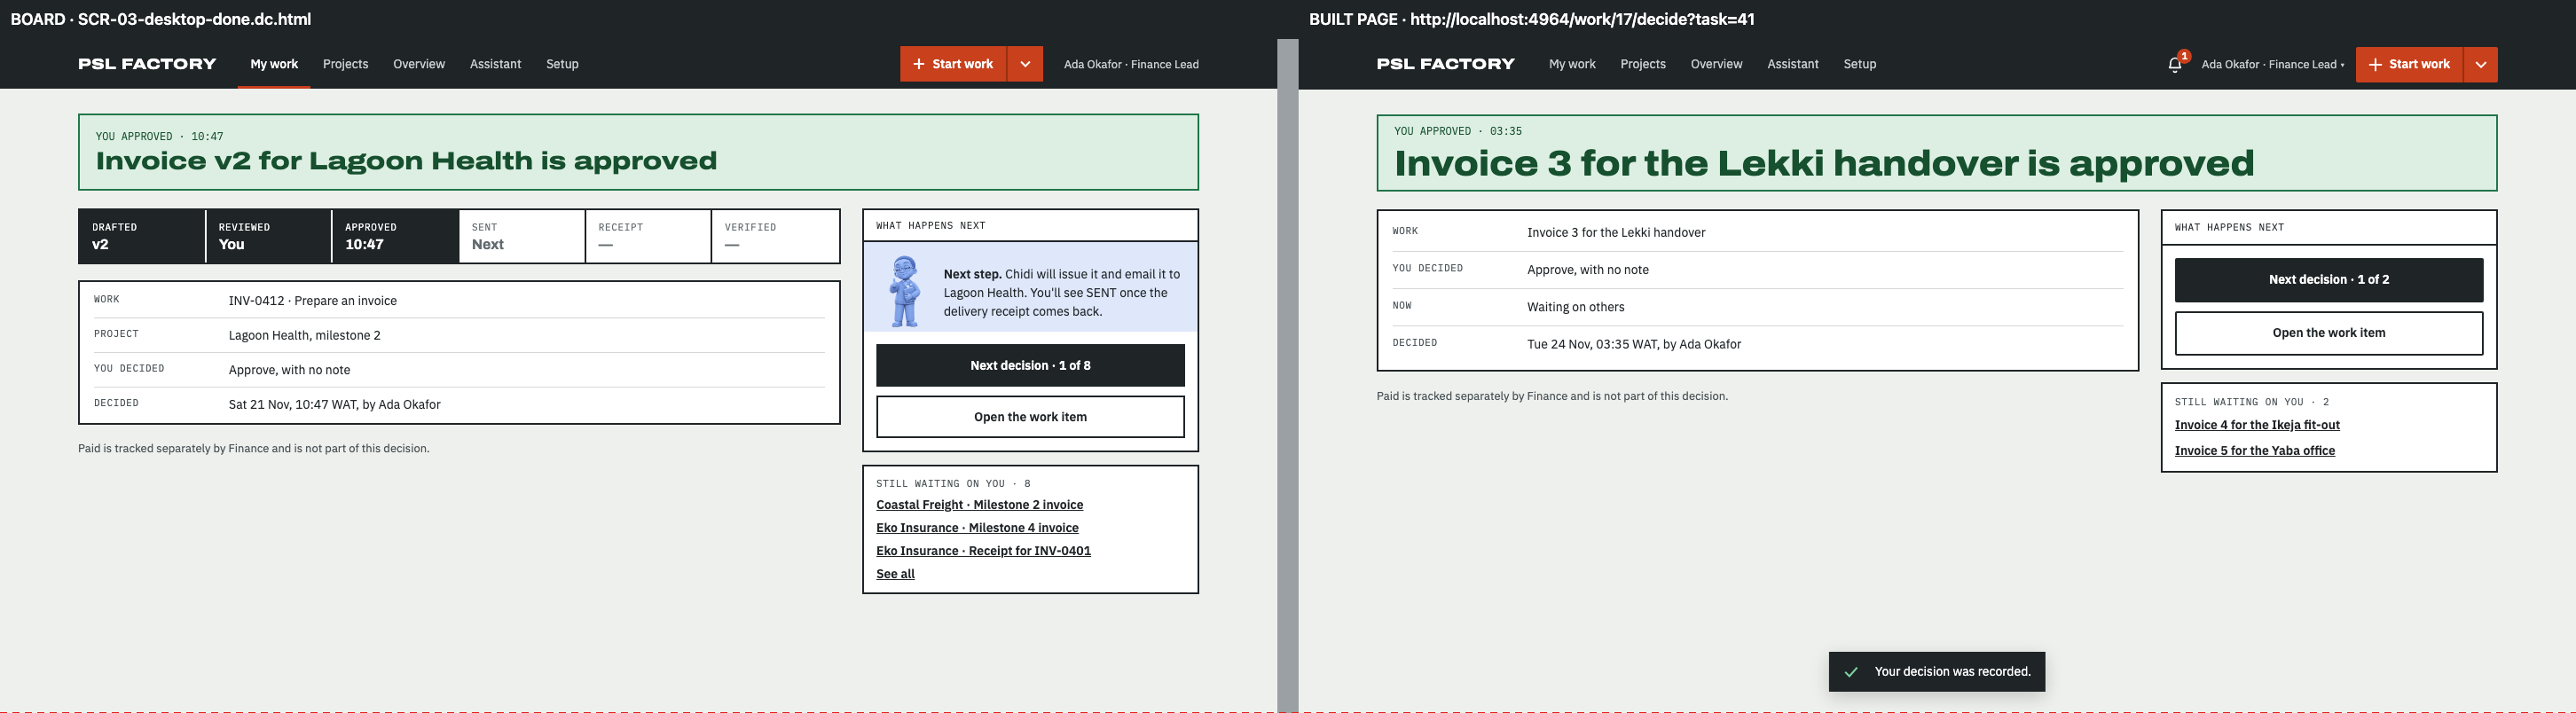 BOARD · SCR-03-desktop-done.dc.html
PSL FACTORY
My work
Projects
Overview
Assistant
Setup
+ Start work
Ada Okafor · Finance Lead
YOU APPROVED · 10:47
Invoice v2 for Lagoon Health is approved
DRAFTED
v2
REVIEWED
You
APPROVED
10:47
SENT
Next
RECEIPT
—
VERIFIED
—
WORK
INV-0412 · Prepare an invoice
PROJECT
Lagoon Health, milestone 2
YOU DECIDED
Approve, with no note
DECIDED
Sat 21 Nov, 10:47 WAT, by Ada Okafor
Paid is tracked separately by Finance and is not part of this decision.
WHAT HAPPENS NEXT
Next step. Chidi will issue it and email it to
Lagoon Health. You'll see SENT once the
delivery receipt comes back.
Next decision · 1 of 8
Open the work item
STILL WAITING ON YOU · 8
Coastal Freight · Milestone 2 invoice
Eko Insurance · Milestone 4 invoice
Eko Insurance · Receipt for INV-0401
See all
BUILT PAGE · http://localhost:4964/work/17/decide?task=41
PSL FACTORY
My work
Projects
Overview
Assistant
Setup
1
Ada Okafor · Finance Lead
+ Start work
YOU APPROVED · 03:35
Invoice 3 for the Lekki handover is approved
WORK
Invoice 3 for the Lekki handover
YOU DECIDED
Approve, with no note
NOW
Waiting on others
DECIDED
Tue 24 Nov, 03:35 WAT, by Ada Okafor
Paid is tracked separately by Finance and is not part of this decision.
WHAT HAPPENS NEXT
Next decision · 1 of 2
Open the work item
STILL WAITING ON YOU · 2
Invoice 4 for the Ikeja fit-out
Invoice 5 for the Yaba office
Your decision was recorded.